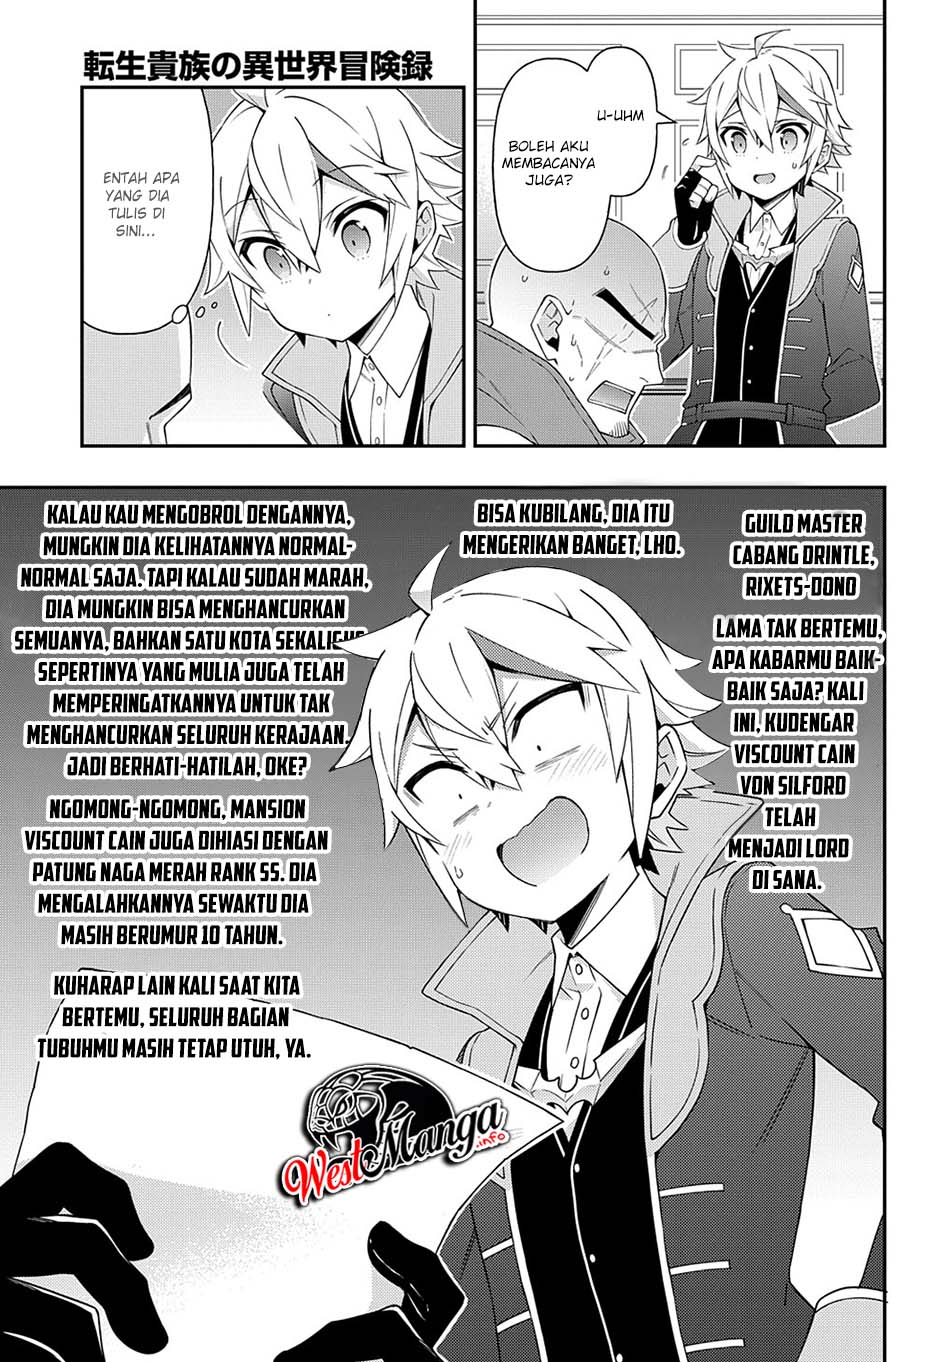 転生貴族の異世界冒険録
U-UHM
BOLEH AKU
MEMBACANYA
JUGA?
ENTAH APA
YANG DIA
TULIS DI
SINI...
GUILD MASTER
CABANG DRINTLE,
RIXETS-DONO
LAMA TAK BERTEMU,
APA KABARMU BAIK-
BAIK SAJA? KALI
INI, KUDENGAR
VISCOUNT CAIN
VON SILFORD
TELAH
MENJADI LORD
DI SANA.
BISA KUBILANG, DIA ITU
MENGERIKAN BANGET, LHO.
KALAU KAU MENGOBROL DENGANNYA,
MUNGKIN DIA KELIHATANNYA NORMAL-
NORMAL SAJA. TAPI KALAU SUDAH MARAH,
DIA MUNGKIN BISA MENGHANCURKAN
SEMUANYA, BAHKAN SATU KOTA SEKALIGUS.
SEPERTINYA YANG MULIA JUGA TELAH
MEMPERINGATKANNYA UNTUK TAK
MENGHANCURKAN SELURUH KERAJAAN.
JADI BERHATI-HATILAH, OKE?
NGOMONG-NGOMONG, MANSION
VISCOUNT CAIN JUGA DIHIASI DENGAN
PATUNG NAGA MERAH RANK SS. DIA
MENGALAHKANNYA SEWAKTU DIA
MASIH BERUMUR 10 TAHUN.
KUHARAP LAIN KALI SAAT KITA
BERTEMU, SELURUH BAGIAN
TUBUHMU MASIH TETAP UTUH, YA.
WestManga
.info